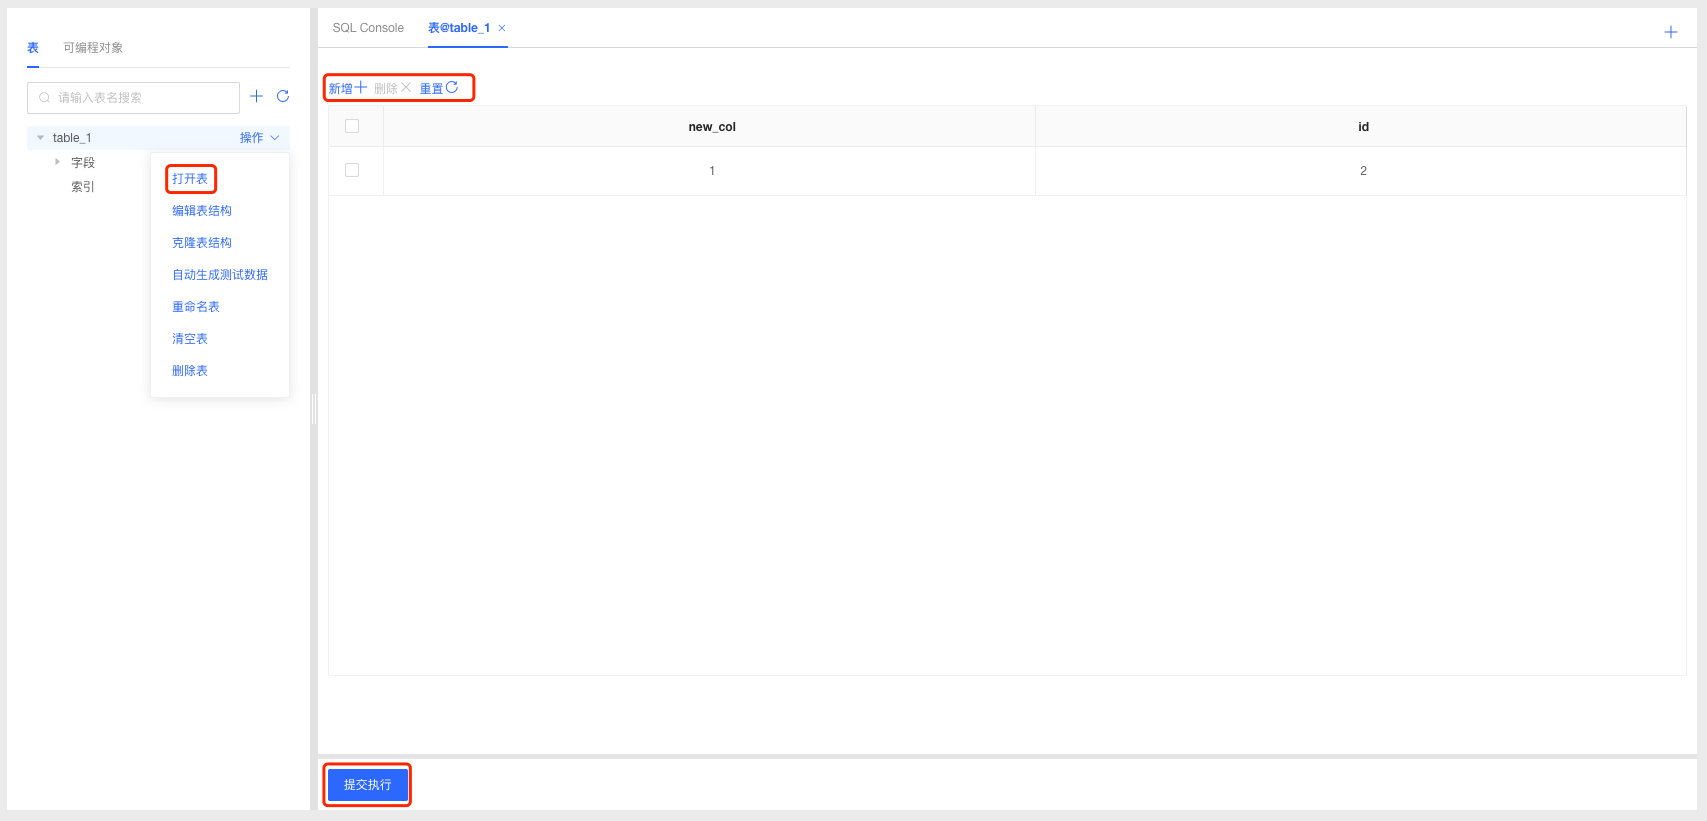 表 可编程对象
请输入表名搜索
table_1 操作
字段
索引
打开表
编辑表结构
克隆表结构
自动生成测试数据
重命名表
清空表
删除表
SQL Console 表@table_1
新增 删除 重置
new_col id
1 2
提交执行